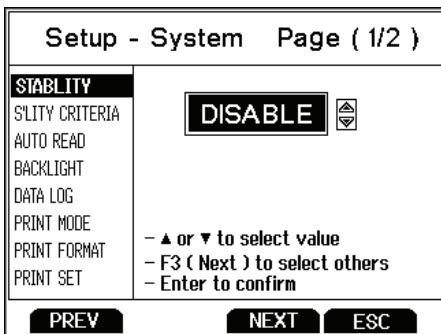 Setup - System Page ( 1/2 )
STABLITY
S'LITY CRITERIA
AUTO READ
BACKLIGHT
DATA LOG
PRINT MODE
PRINT FORMAT
PRINT SET
DISABLE
– ▲ or ▼ to select value
– F3 ( Next ) to select others
– Enter to confirm
PREV NEXT ESC